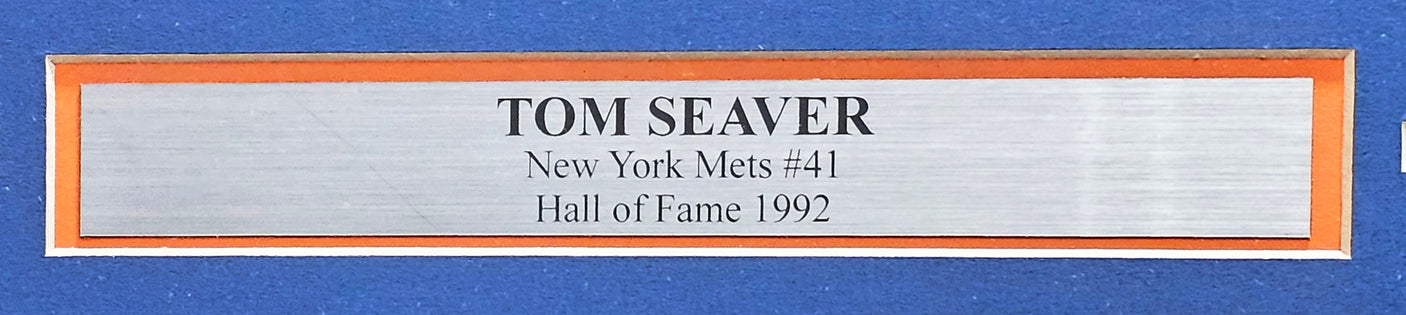 TOM SEAVER
New York Mets #41
Hall of Fame 1992